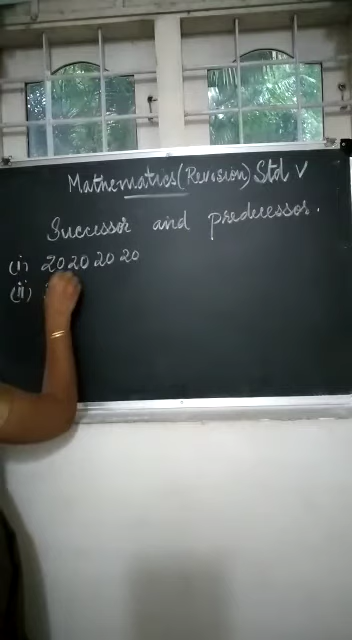 Mathematics (Revision) Std V
Successor and predecessor.
(i) 20 20 20 20
(ii)